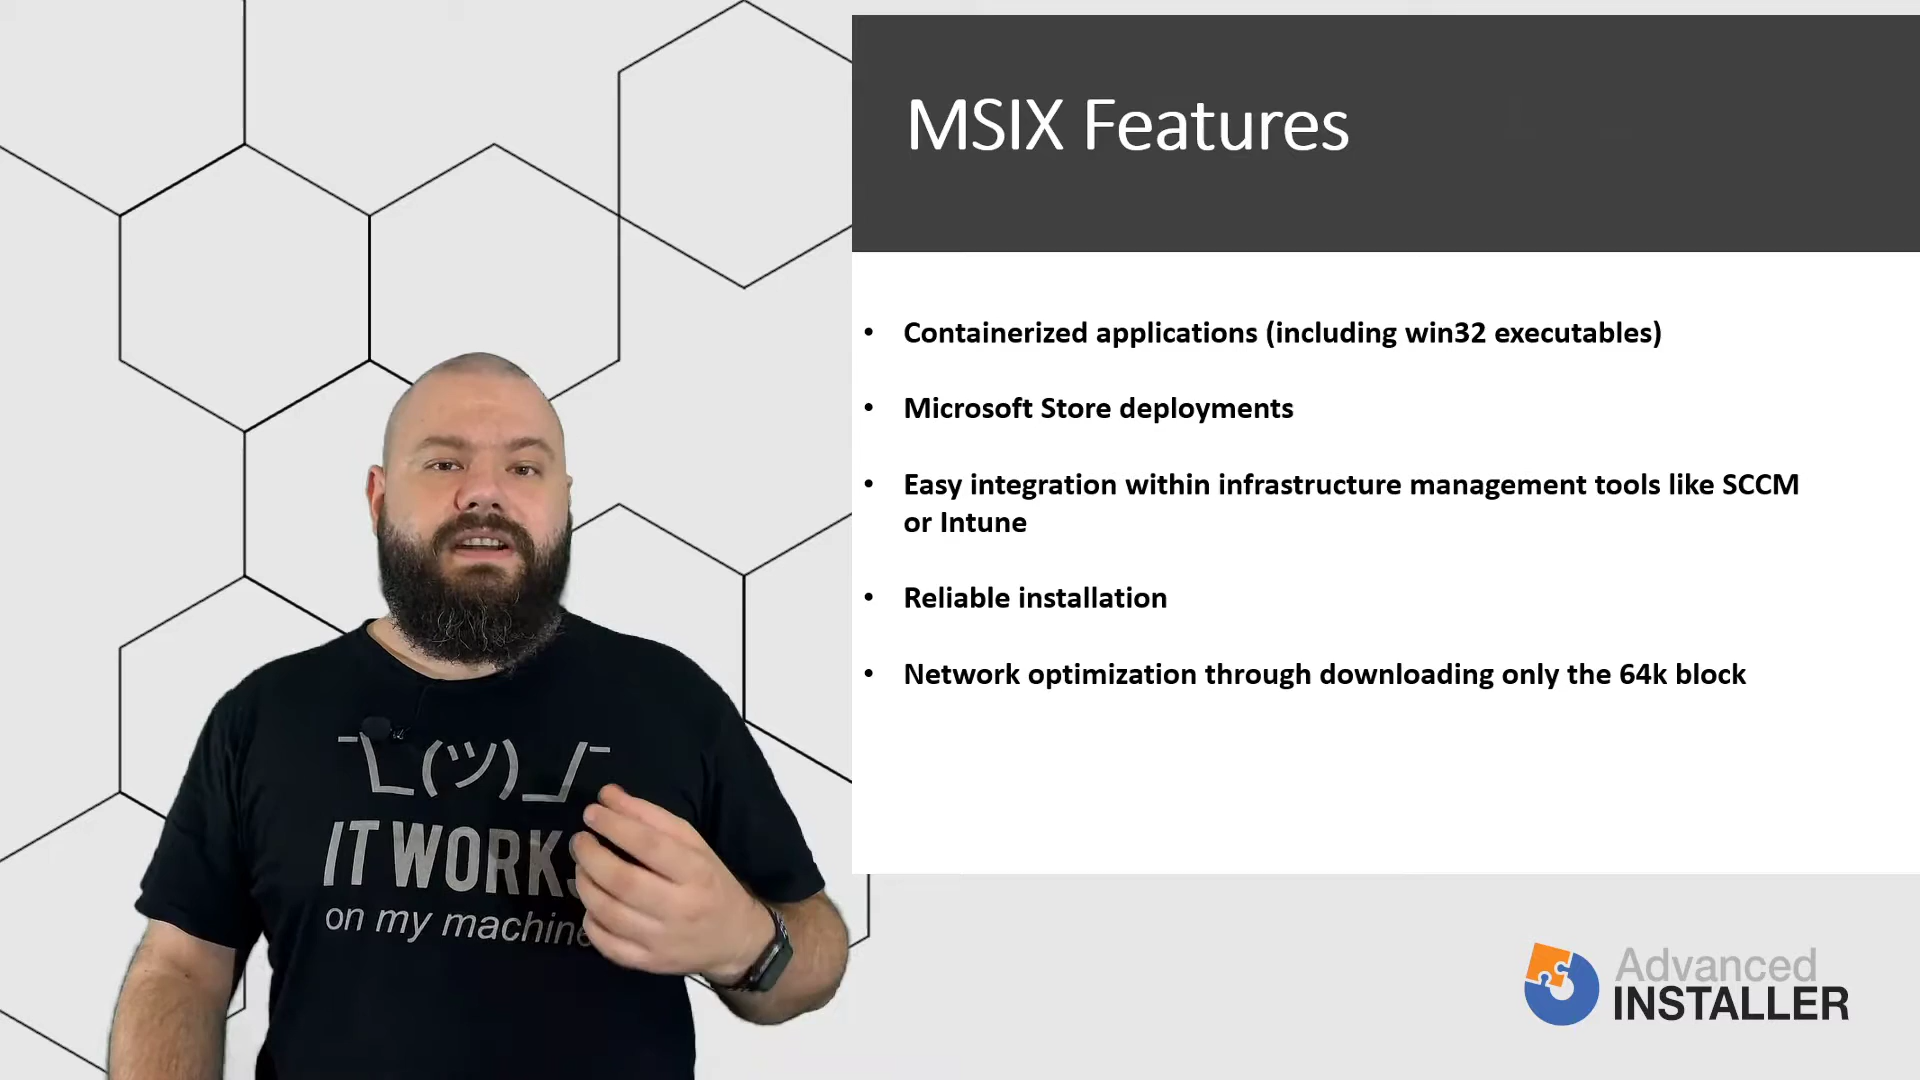 MSIX Features
• Containerized applications (including win32 executables)
• Microsoft Store deployments
• Easy integration within infrastructure management tools like SCCM
or Intune
• Reliable installation
• Network optimization through downloading only the 64k block
¯\_(ツ)_/¯
IT WORKS
on my machine
Advanced
INSTALLER